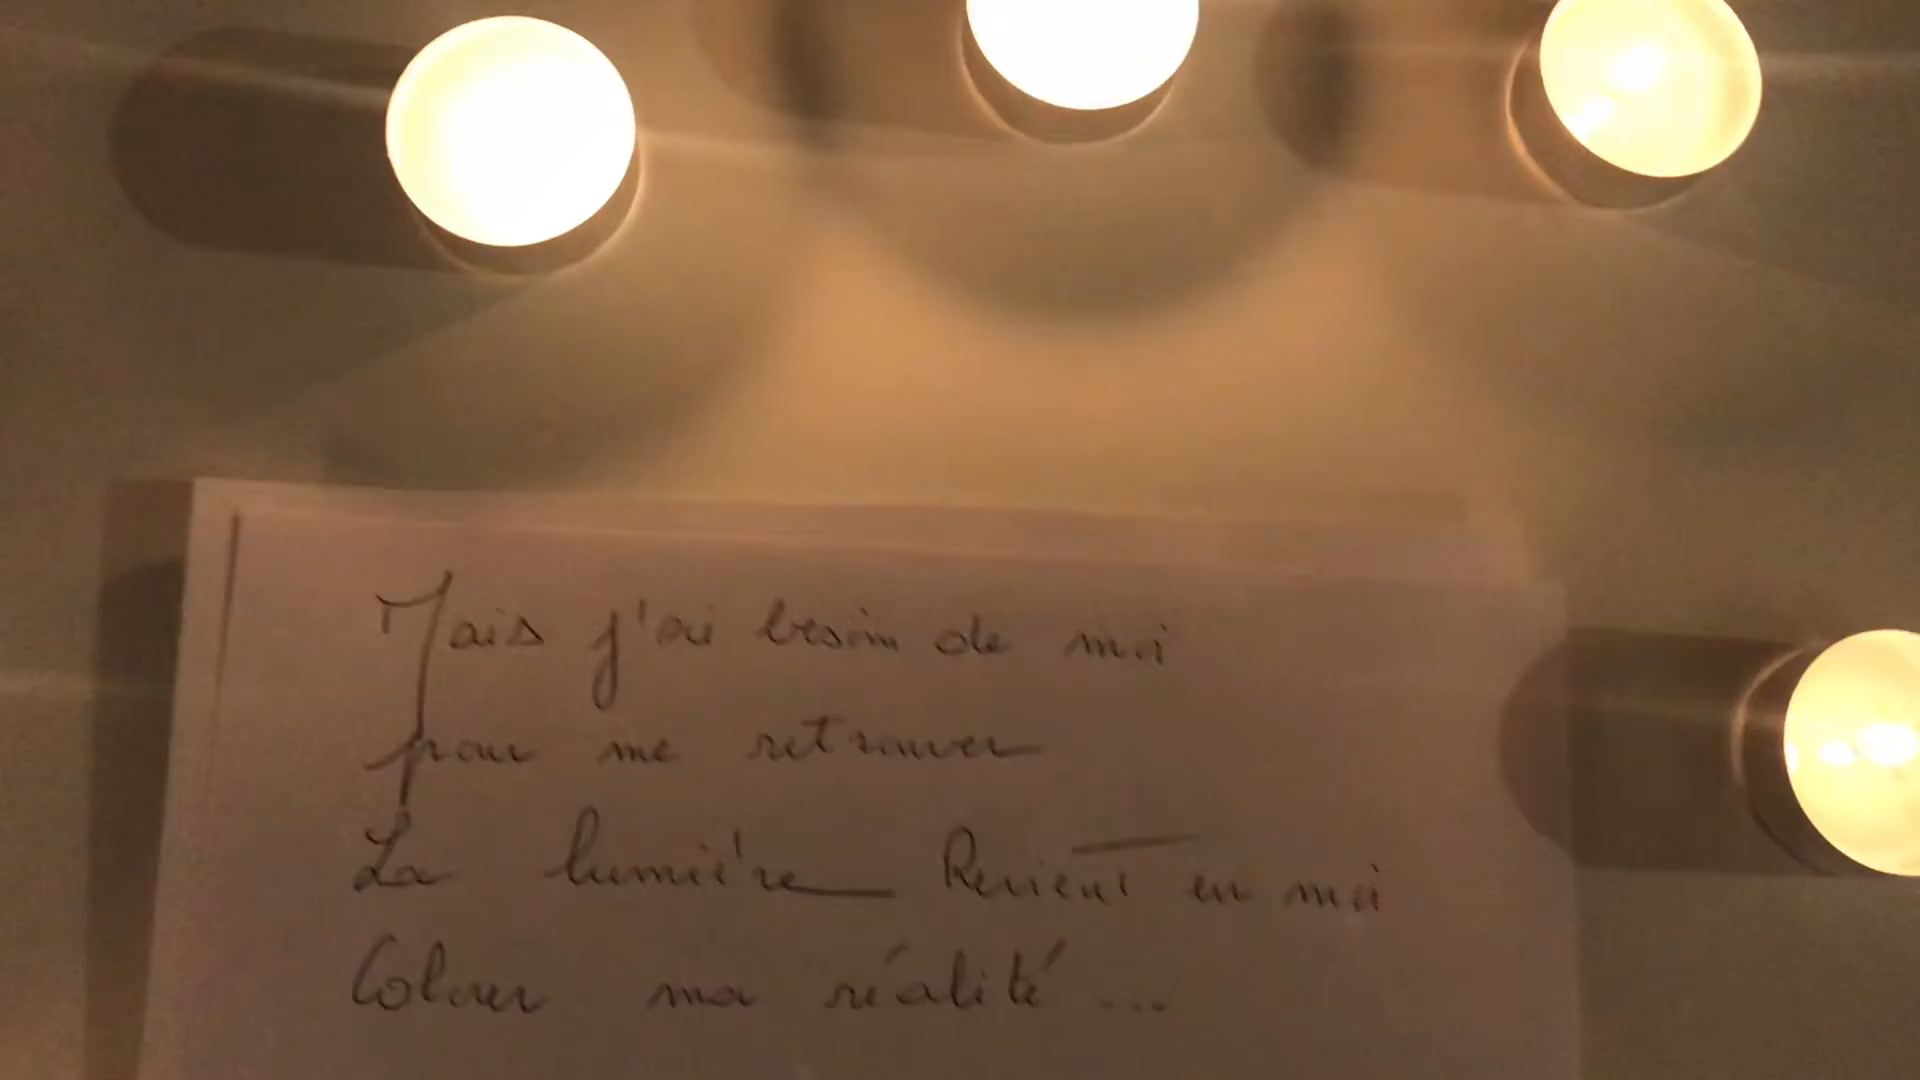 Mais j'ai besoin de moi
pour me retrouver
La lumière Revient en moi
Colorer ma réalité ...